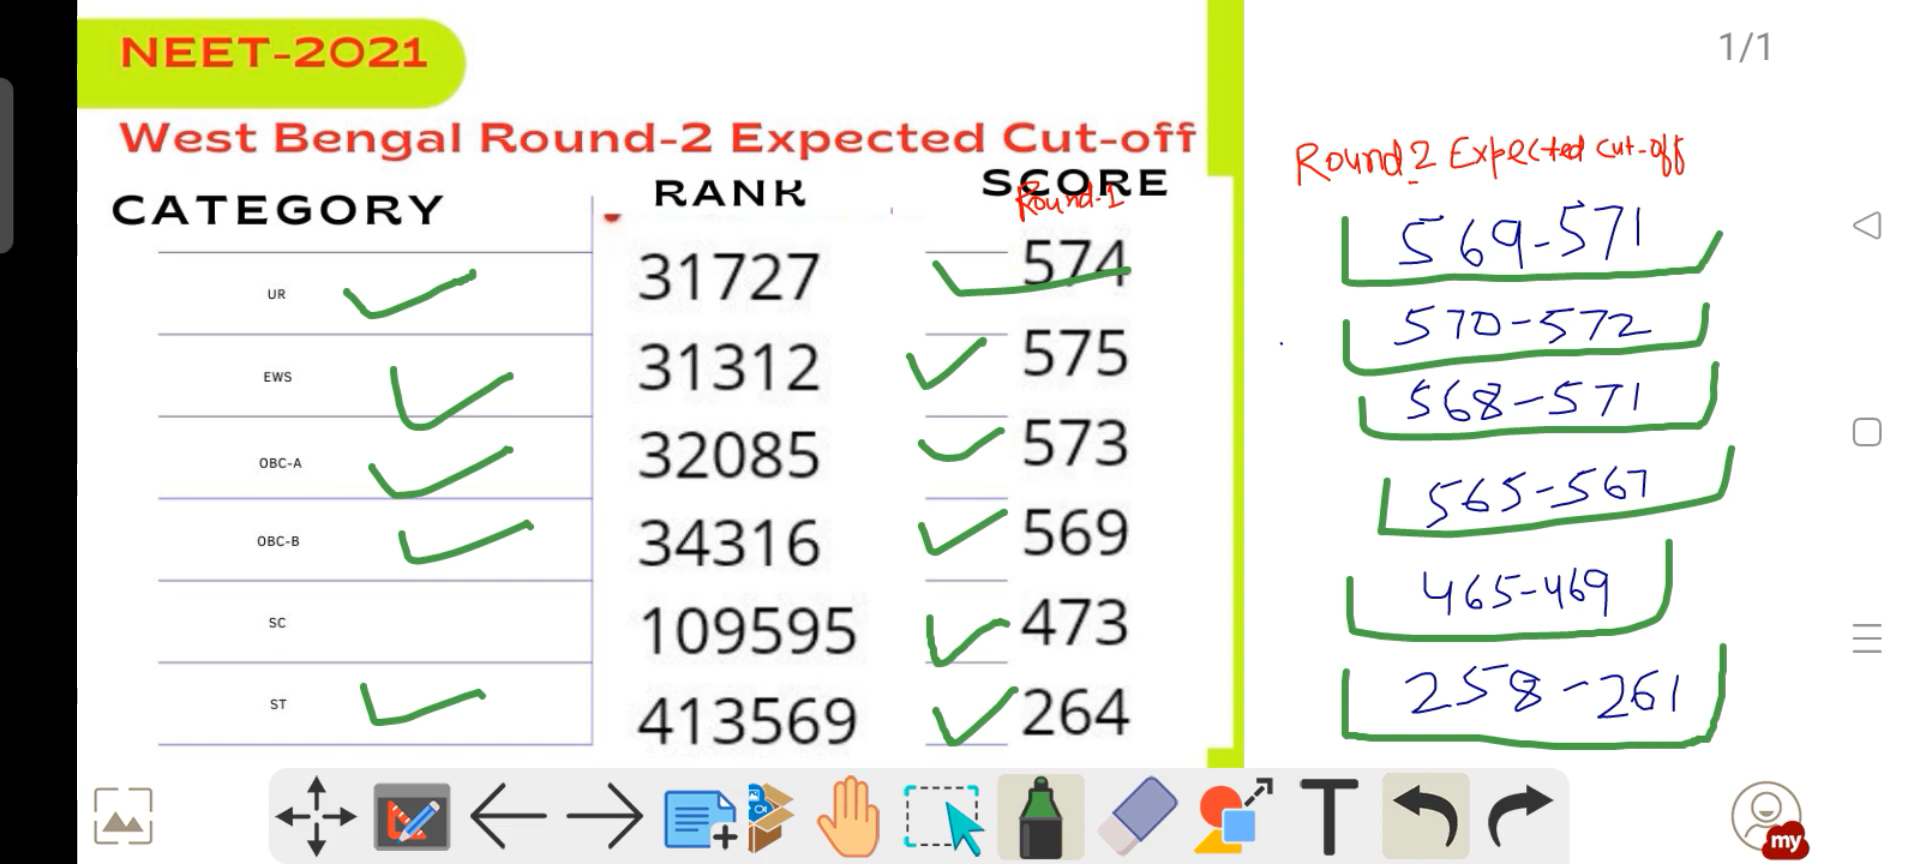 NEET-2021
1/1
West Bengal Round-2 Expected Cut-off
Round-2 Expected cut-off
CATEGORY RANK SCORE
Round-1
UR 31727 574 569-571
EWS 31312 575 570-572
OBC-A 32085 573 568-571
OBC-B 34316 569 565-567
SC 109595 473 465-469
ST 413569 264 258-261
T
my